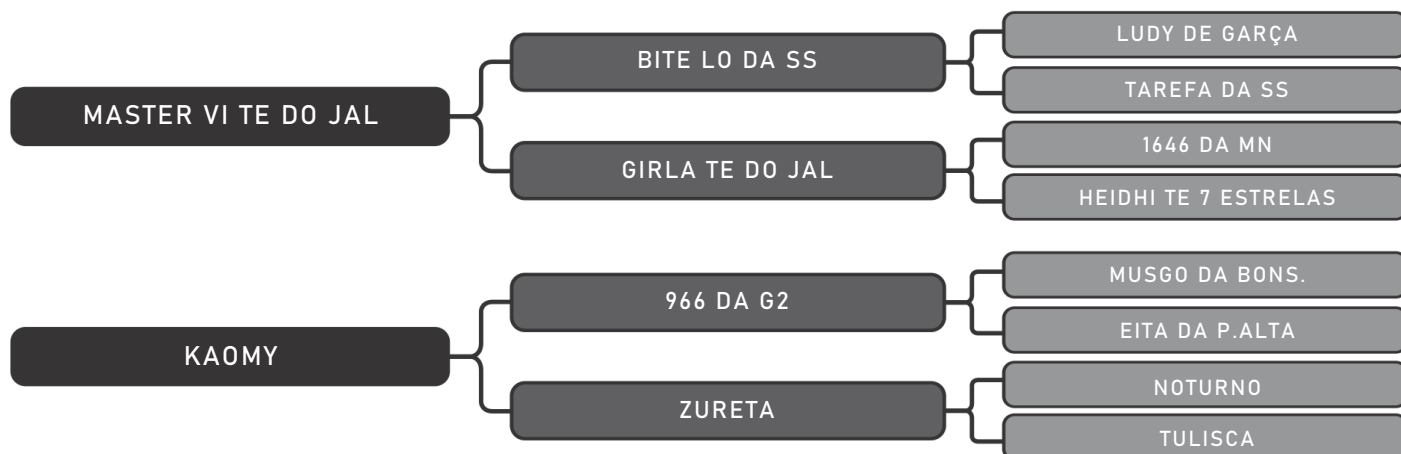 MASTER VI TE DO JAL
BITE LO DA SS
LUDY DE GARÇA
TAREFA DA SS
GIRLA TE DO JAL
1646 DA MN
HEIDHI TE 7 ESTRELAS
KAOMY
966 DA G2
MUSGO DA BONS.
EITA DA P.ALTA
ZURETA
NOTURNO
TULISCA